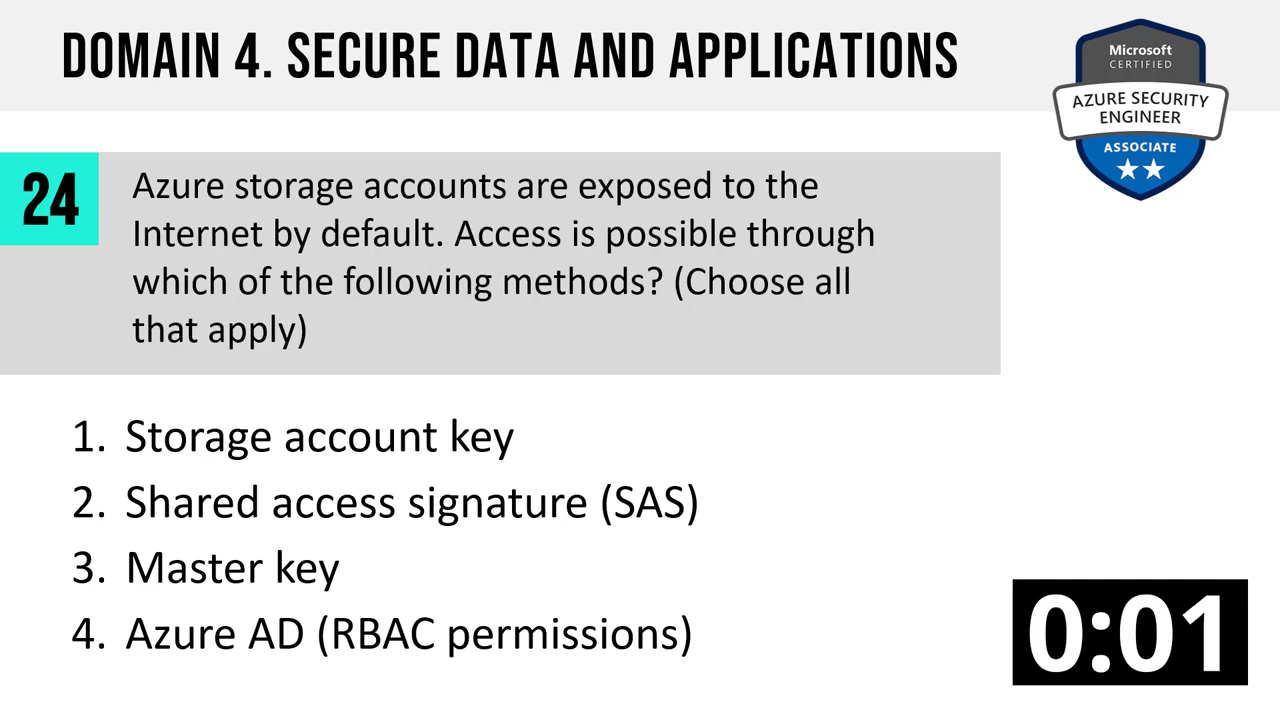 DOMAIN 4. SECURE DATA AND APPLICATIONS
Microsoft
CERTIFIED
AZURE SECURITY
ENGINEER
ASSOCIATE
24
Azure storage accounts are exposed to the
Internet by default. Access is possible through
which of the following methods? (Choose all
that apply)
1. Storage account key
2. Shared access signature (SAS)
3. Master key
4. Azure AD (RBAC permissions)
0:01